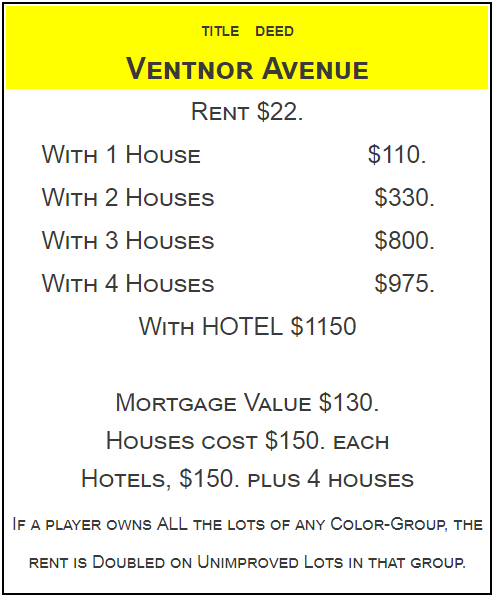 TITLE DEED
VENTNOR AVENUE
RENT $22.
WITH 1 HOUSE $110.
WITH 2 HOUSES $330.
WITH 3 HOUSES $800.
WITH 4 HOUSES $975.
WITH HOTEL $1150
MORTGAGE VALUE $130.
HOUSES COST $150. EACH
HOTELS, $150. PLUS 4 HOUSES
IF A PLAYER OWNS ALL THE LOTS OF ANY COLOR-GROUP, THE
RENT IS DOUBLED ON UNIMPROVED LOTS IN THAT GROUP.